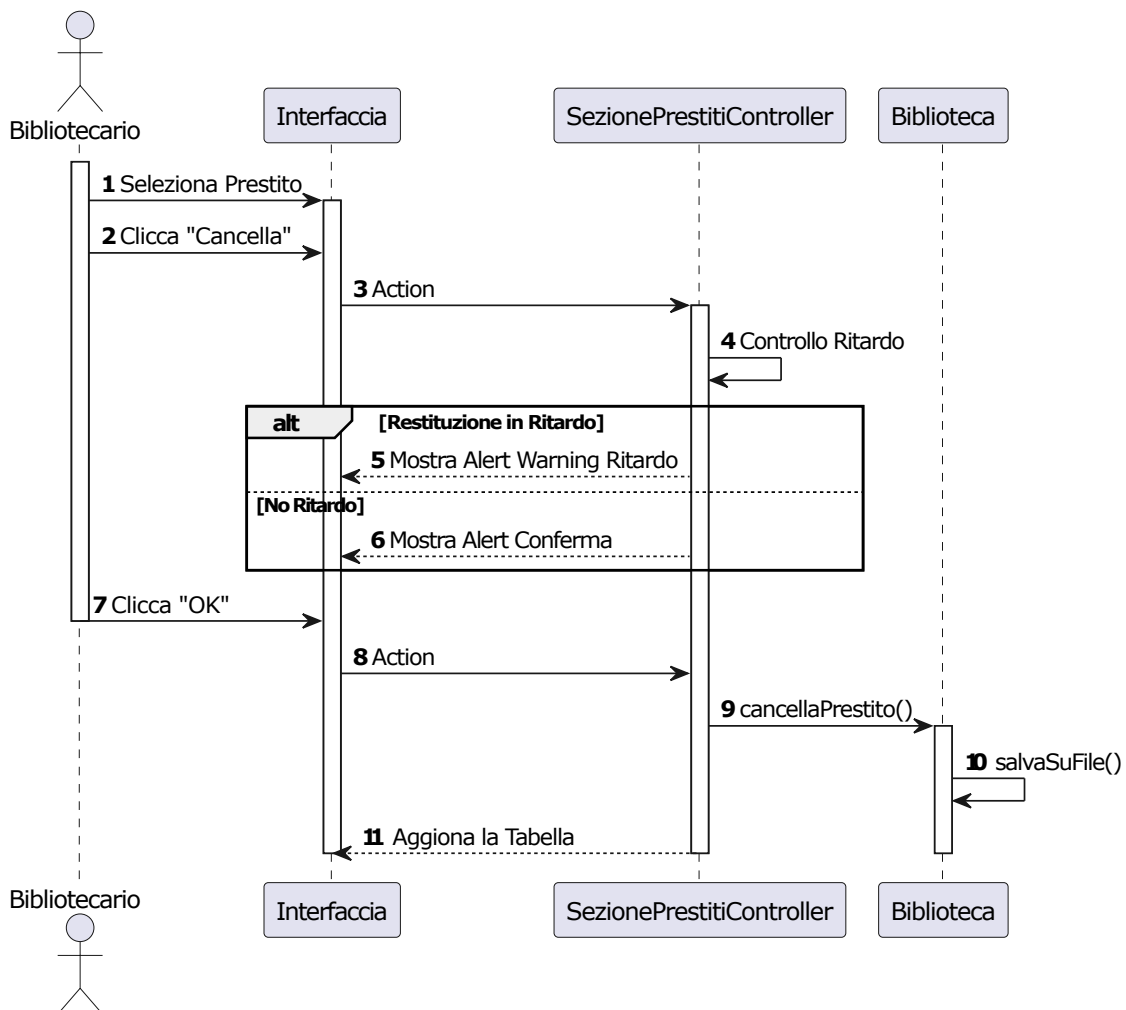 Bibliotecario
Interfaccia
SezionePrestitiController
Biblioteca
1 Seleziona Prestito
2 Clicca "Cancella"
3 Action
4 Controllo Ritardo
alt [Restituzione in Ritardo]
5 Mostra Alert Warning Ritardo
[No Ritardo]
6 Mostra Alert Conferma
7 Clicca "OK"
8 Action
9 cancellaPrestito()
10 salvaSuFile()
11 Aggiona la Tabella
Bibliotecario
Interfaccia
SezionePrestitiController
Biblioteca